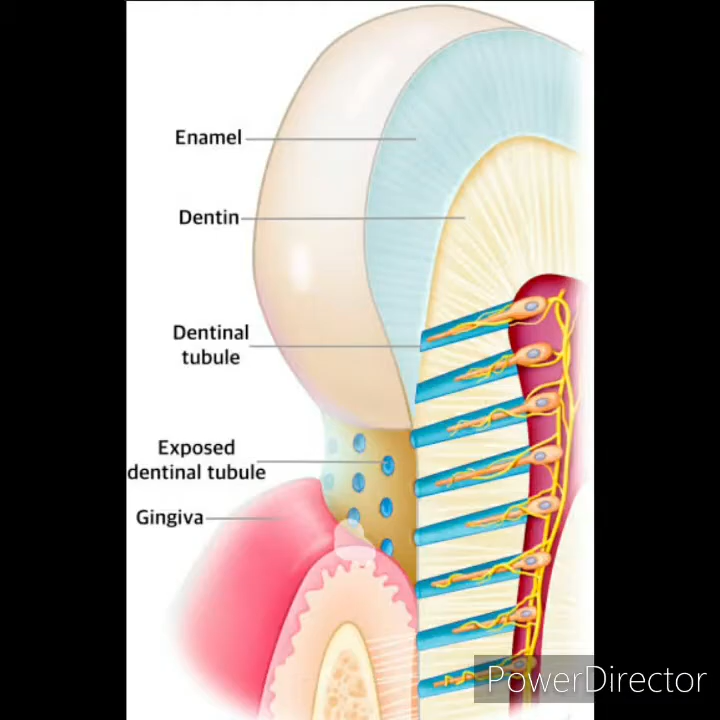 Enamel
Dentin
Dentinal
tubule
Exposed
dentinal tubule
Gingiva
PowerDirector